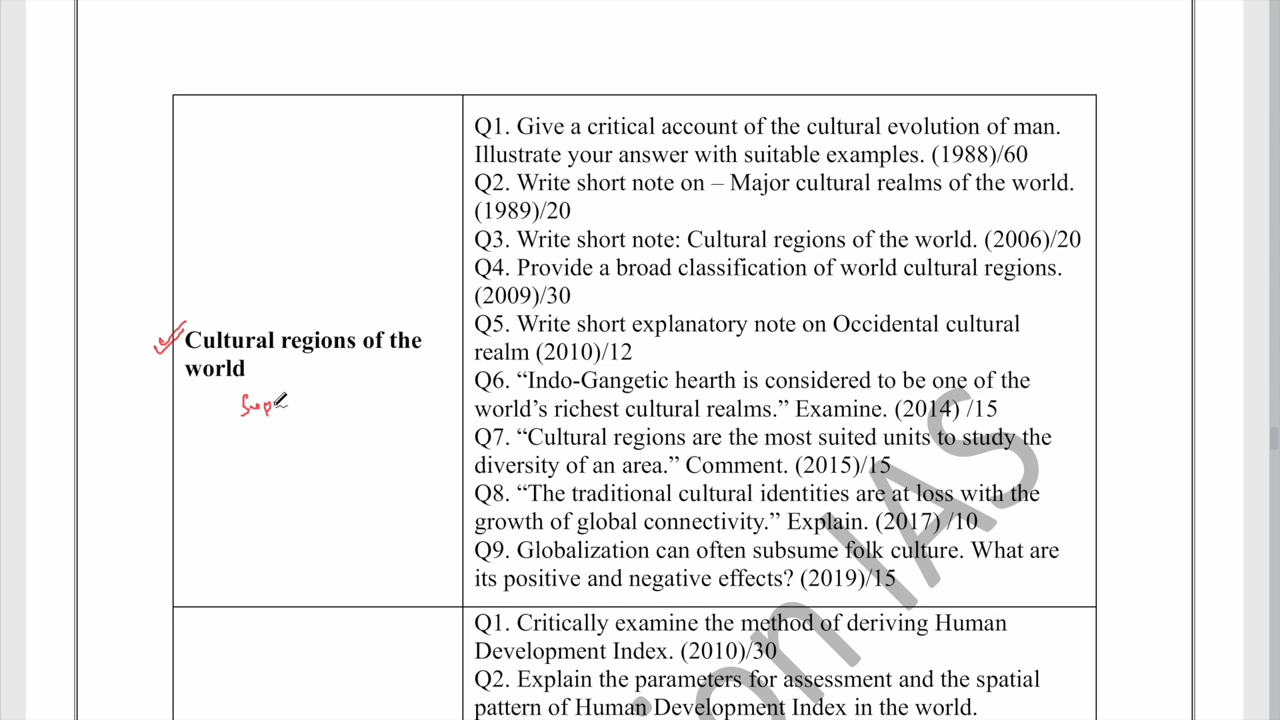 Q1. Give a critical account of the cultural evolution of man.
Illustrate your answer with suitable examples. (1988)/60
Q2. Write short note on – Major cultural realms of the world.
(1989)/20
Q3. Write short note: Cultural regions of the world. (2006)/20
Q4. Provide a broad classification of world cultural regions.
(2009)/30
Q5. Write short explanatory note on Occidental cultural
realm (2010)/12
Q6. “Indo-Gangetic hearth is considered to be one of the
world’s richest cultural realms.” Examine. (2014) /15
Q7. “Cultural regions are the most suited units to study the
diversity of an area.” Comment. (2015)/15
Q8. “The traditional cultural identities are at loss with the
growth of global connectivity.” Explain. (2017) /10
Q9. Globalization can often subsume folk culture. What are
its positive and negative effects? (2019)/15
Cultural regions of the
world
Q1. Critically examine the method of deriving Human
Development Index. (2010)/30
Q2. Explain the parameters for assessment and the spatial
pattern of Human Development Index in the world.
ion IAS